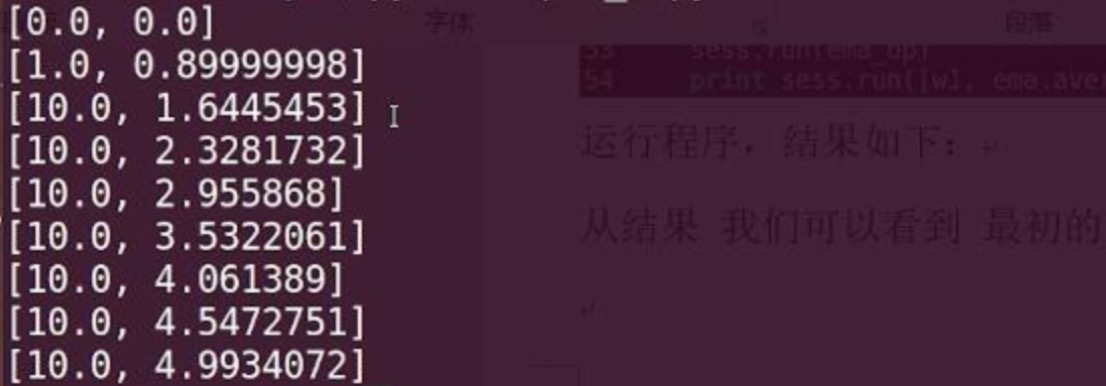 [0.0, 0.0]
[1.0, 0.89999998]
[10.0, 1.6445453]
[10.0, 2.3281732]
[10.0, 2.955868]
[10.0, 3.5322061]
[10.0, 4.061389]
[10.0, 4.5472751]
[10.0, 4.9934072]
字体
段落
53 sess.run(ema_op)
54 print sess.run([w1, ema.aver
运行程序，结果如下：
从结果 我们可以看到 最初的